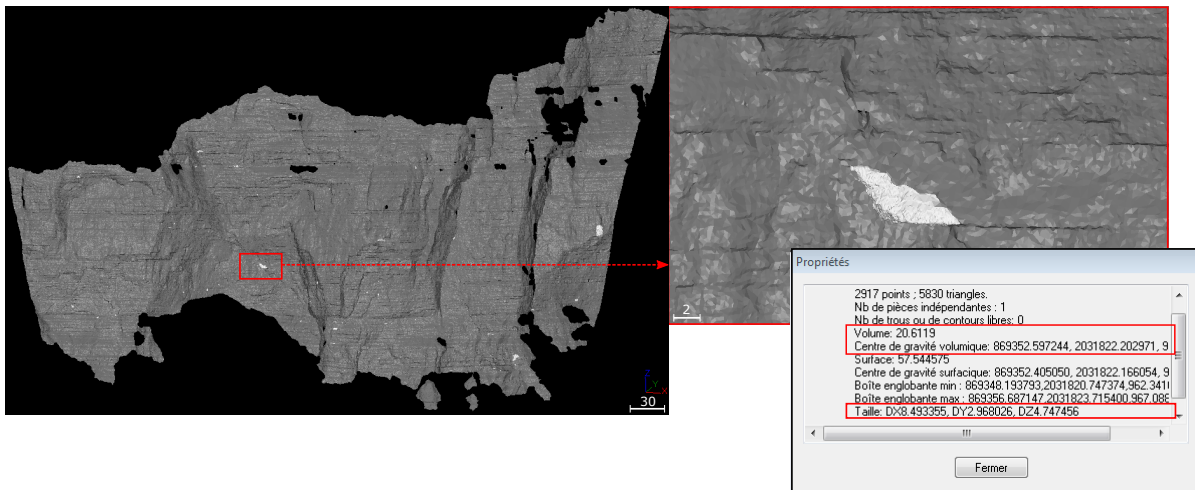 2
30
2
Propriétés
2917 points ; 5830 triangles.
Nb de pièces indépendantes : 1
Nb de trous ou de contours libres: 0
Volume: 20.6119
Centre de gravité volumique: 869352.597244, 2031822.202971, 9
Surface: 57.544575
Centre de gravité surfacique: 869352.405050, 2031822.166054, 9
Boîte englobante min : 869348.193793,2031820.747374,962.341
Boîte englobante max : 869356.687147,2031823.715400,967.088
Taille: DX8.493355, DY2.968026, DZ4.747456
Fermer